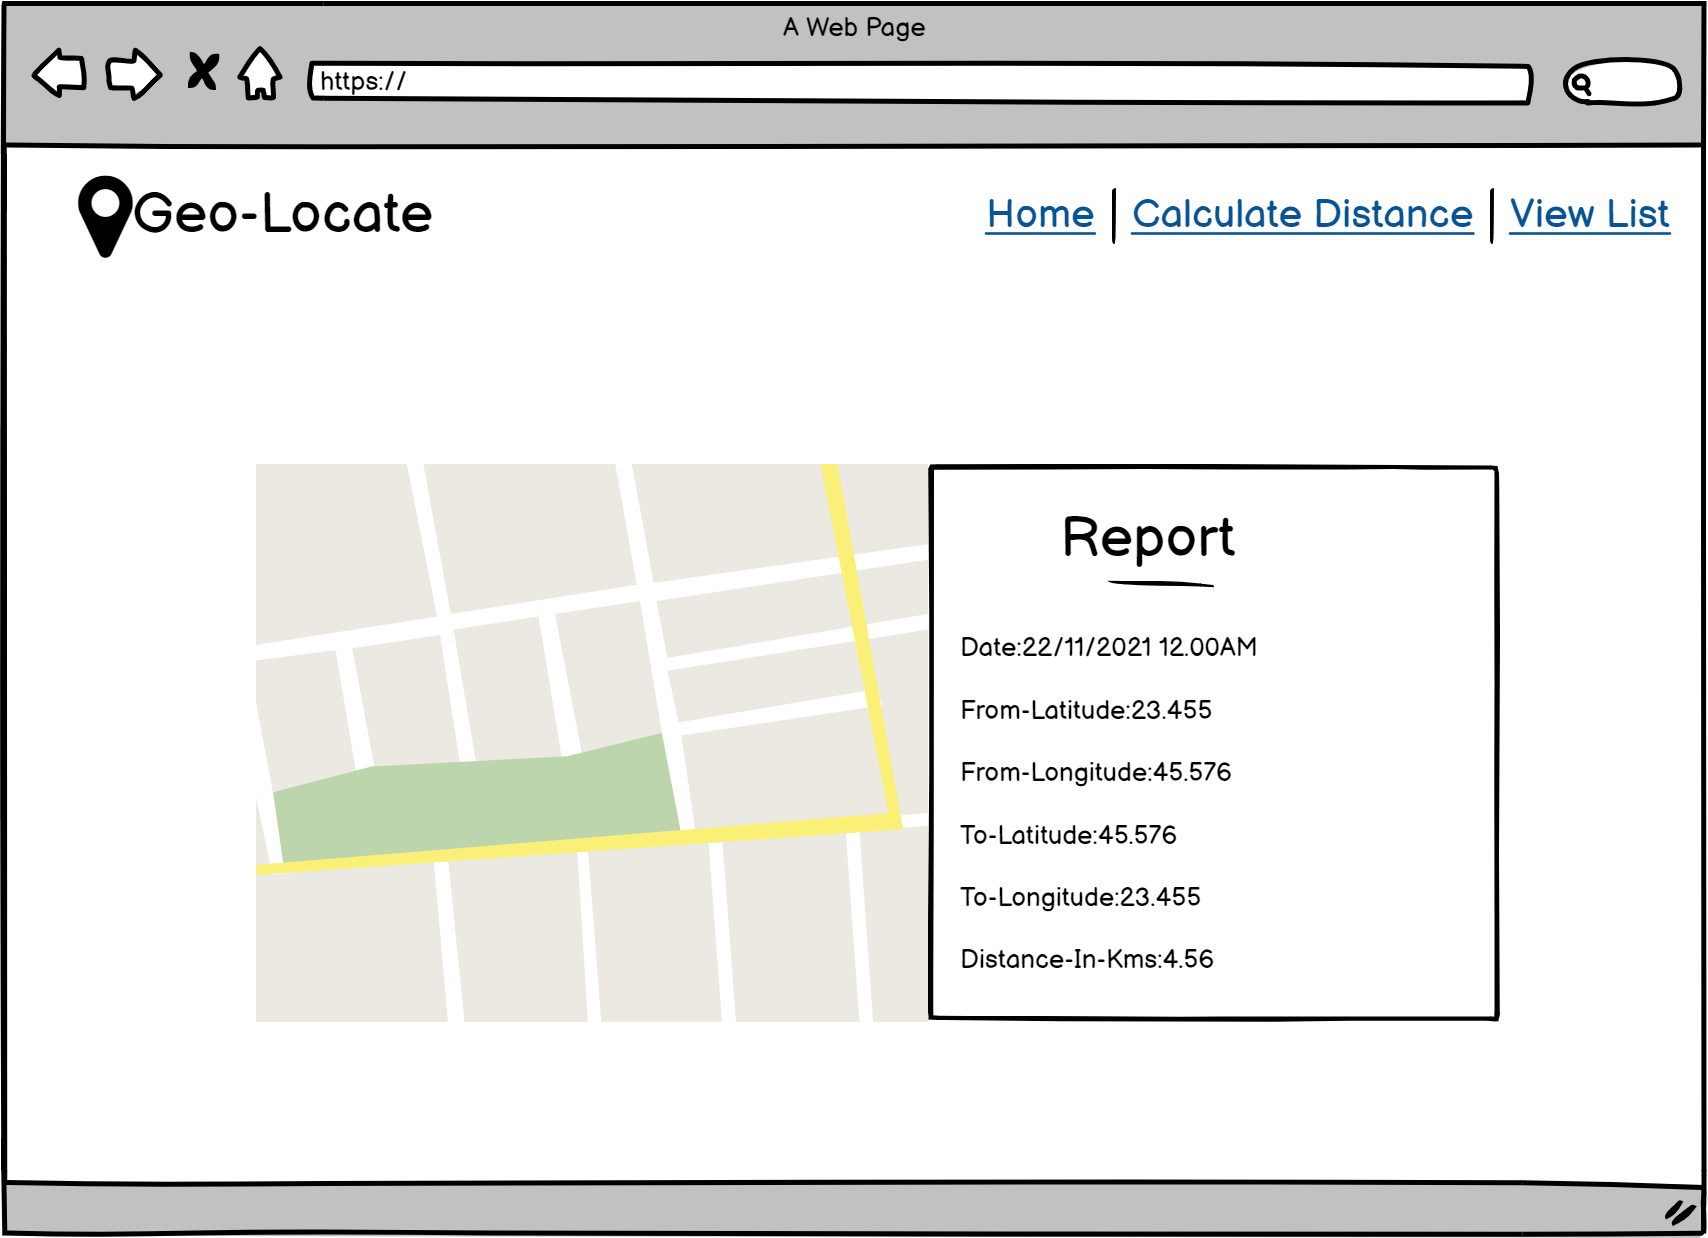 A Web Page
https://
Geo-Locate
Home | Calculate Distance | View List
Report
Date:22/11/2021 12.00AM
From-Latitude:23.455
From-Longitude:45.576
To-Latitude:45.576
To-Longitude:23.455
Distance-In-Kms:4.56